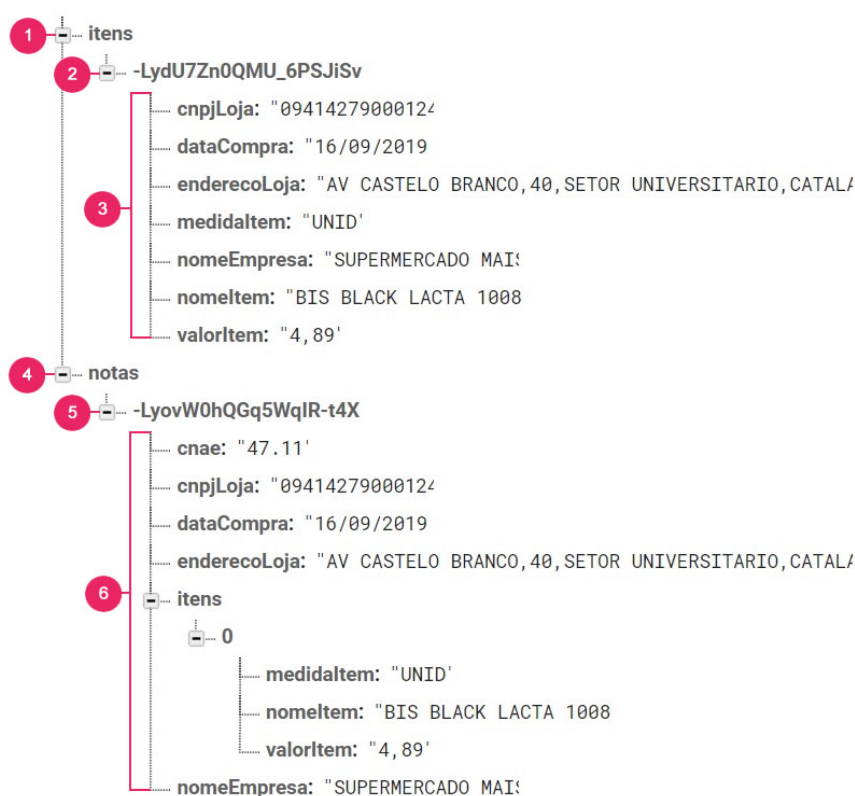 1 itens
2 -LydU7Zn0QMU_6PSJiSv
cnpjLoja: "0941427900012
dataCompra: "16/09/2019
enderecoLoja: "AV CASTELO BRANCO,40,SETOR UNIVERSITARIO,CATAL
3
medidaItem: "UNID'
nomeEmpresa: "SUPERMERCADO MAIS
nomeItem: "BIS BLACK LACTA 1008
valorItem: "4,89'
4 notas
5 -LyovW0hQGq5WqIR-t4X
cnae: "47.11'
cnpjLoja: "0941427900012
dataCompra: "16/09/2019
enderecoLoja: "AV CASTELO BRANCO,40,SETOR UNIVERSITARIO,CATAL
6 itens
0
medidaItem: "UNID'
nomeItem: "BIS BLACK LACTA 1008
valorItem: "4,89'
nomeEmpresa: "SUPERMERCADO MAIS